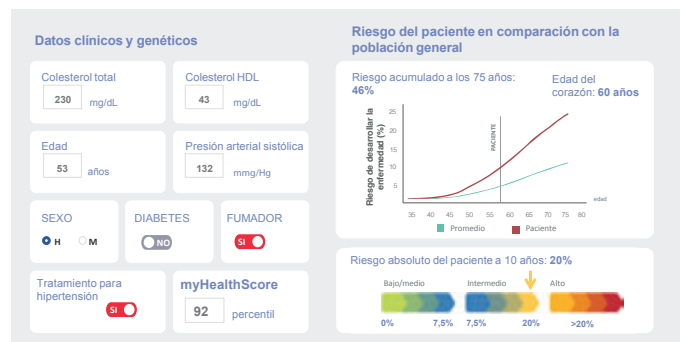 Datos clínicos y genéticos
Colesterol total
230 mg/dL
Colesterol HDL
43 mg/dL
Edad
53 años
Presión arterial sistólica
132 mmg/Hg
SEXO
H M
DIABETES
NO
FUMADOR
SI
Tratamiento para
hipertensión
SI
myHealthScore
92 percentil
Riesgo del paciente en comparación con la
población general
Riesgo acumulado a los 75 años:
46%
Edad del
corazón: 60 años
Riesgo de desarrollar la
enfermedad (%)
25
20
15
10
5
PACIENTE
35 40 45 50 55 60 65 70 75 80
edad
Promedio Paciente
Riesgo absoluto del paciente a 10 años: 20%
Bajo/medio Intermedio Alto
0% 7,5% 7,5% 20% >20%